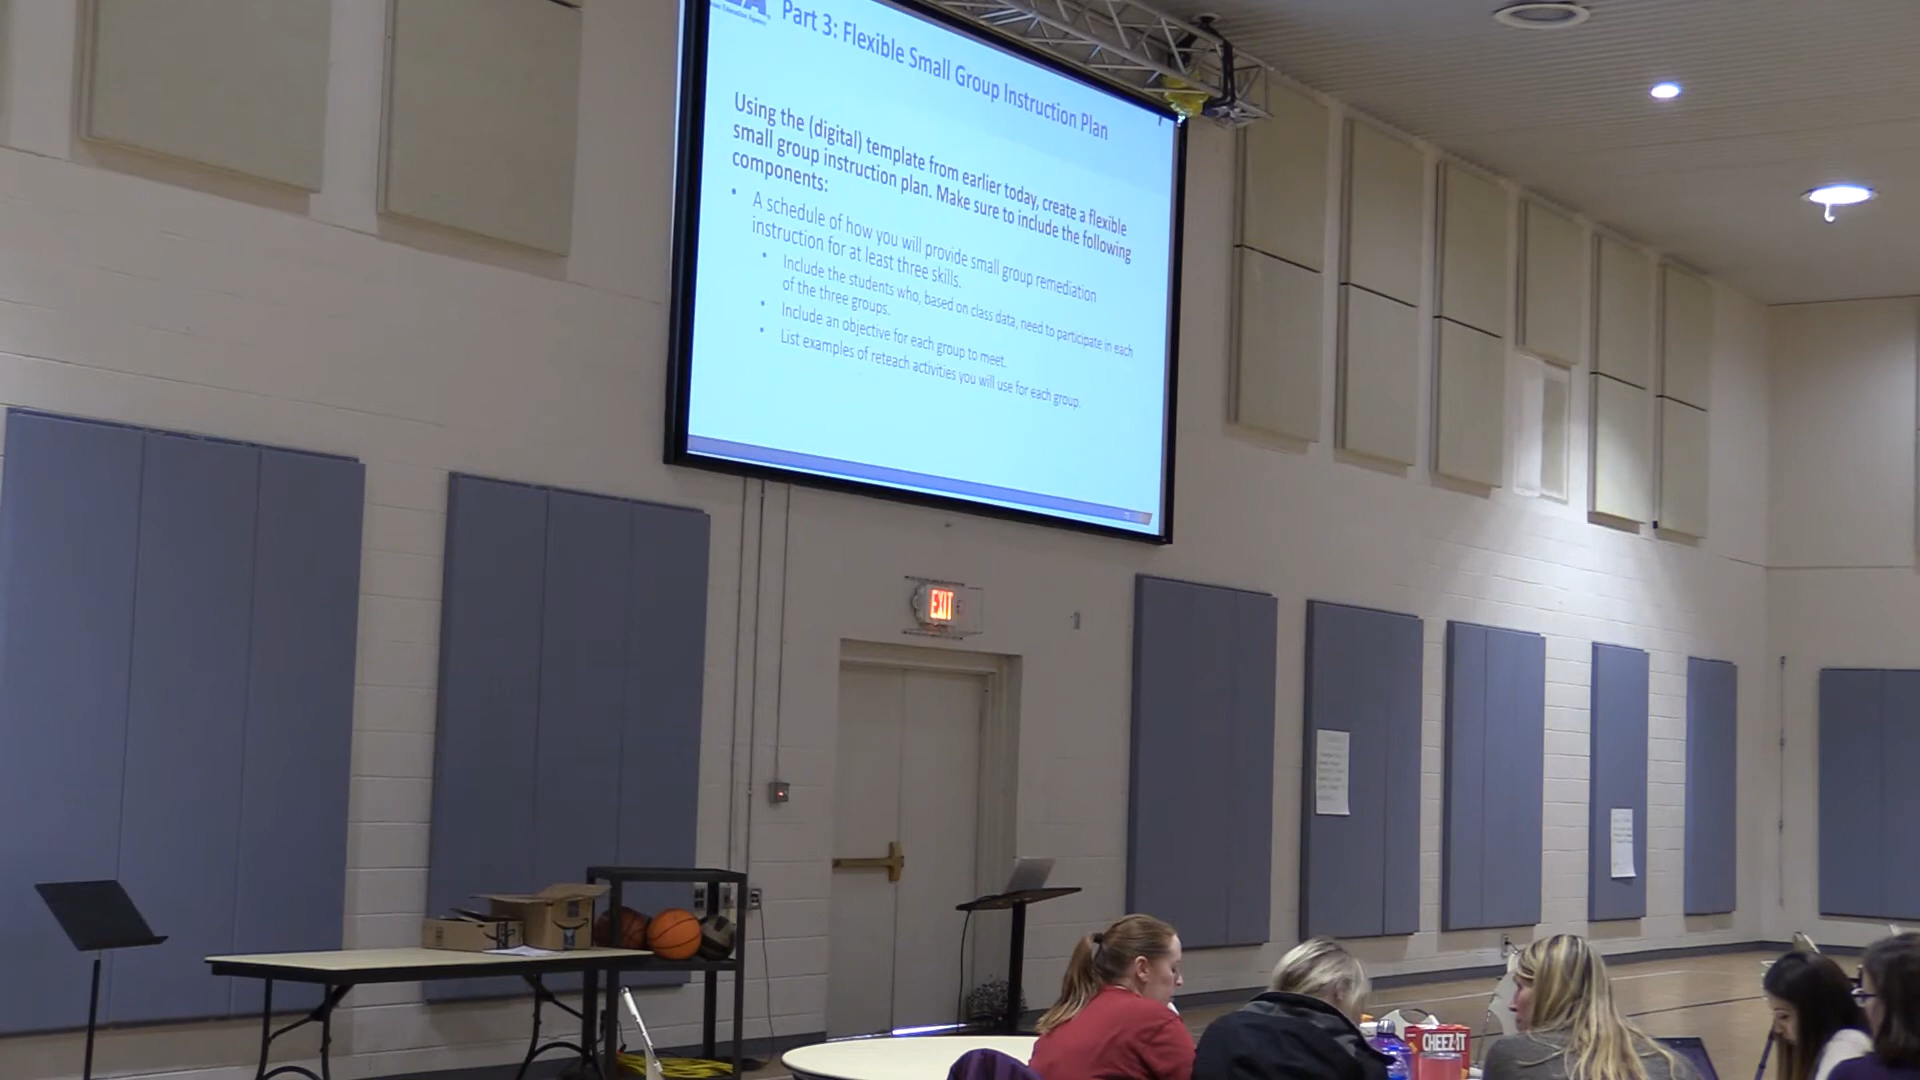 Part 3: Flexible Small Group Instruction Plan
Using the (digital) template from earlier today, create a flexible
small group instruction plan. Make sure to include the following
components:
• A schedule of how you will provide small group remediation
instruction for at least three skills.
• Include the students who, based on class data, need to participate in each
of the three groups.
• Include an objective for each group to meet.
• List examples of reteach activities you will use for each group.
EXIT
CHEEZ-IT